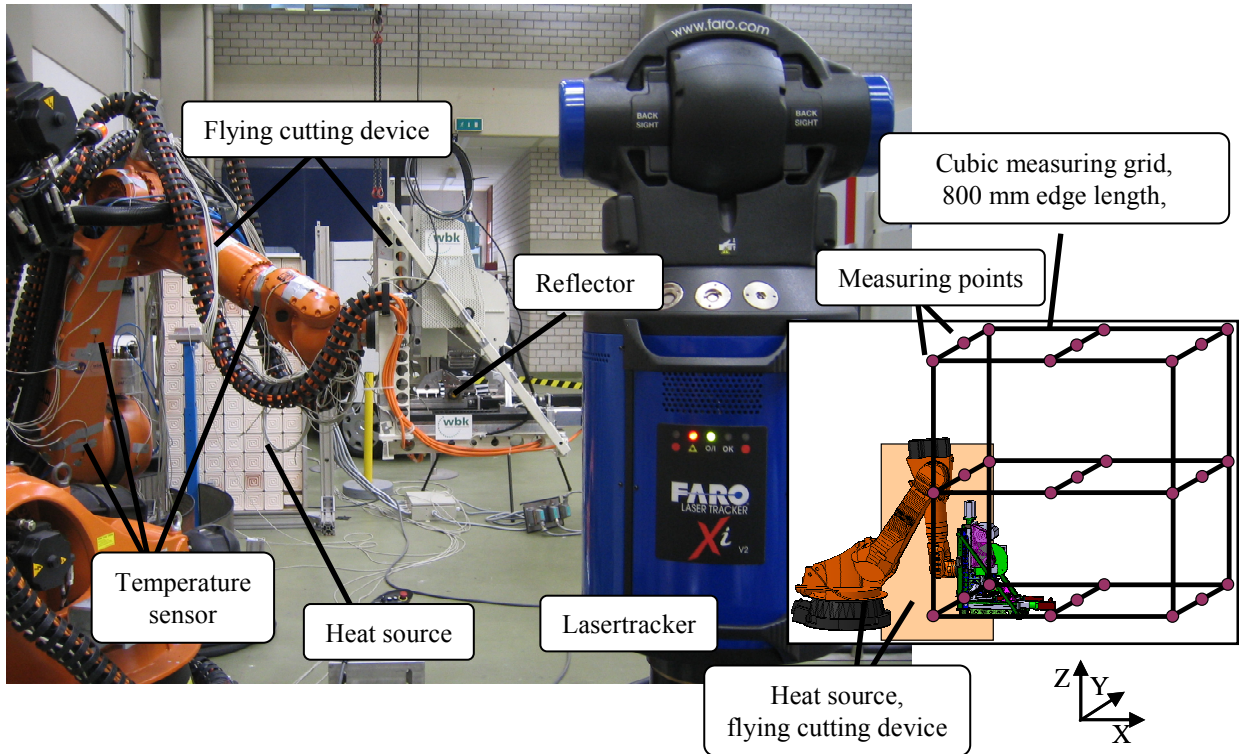 www.faro.com
BACK
SIGHT
BACK
SIGHT
Flying cutting device
Cubic measuring grid,
800 mm edge length,
wbk
Reflector
Measuring points
wbk
O/I OK
FARO
LASER TRACKER
Xi
V2
Temperature
sensor
Heat source
Lasertracker
Heat source,
flying cutting device
Z
Y
X